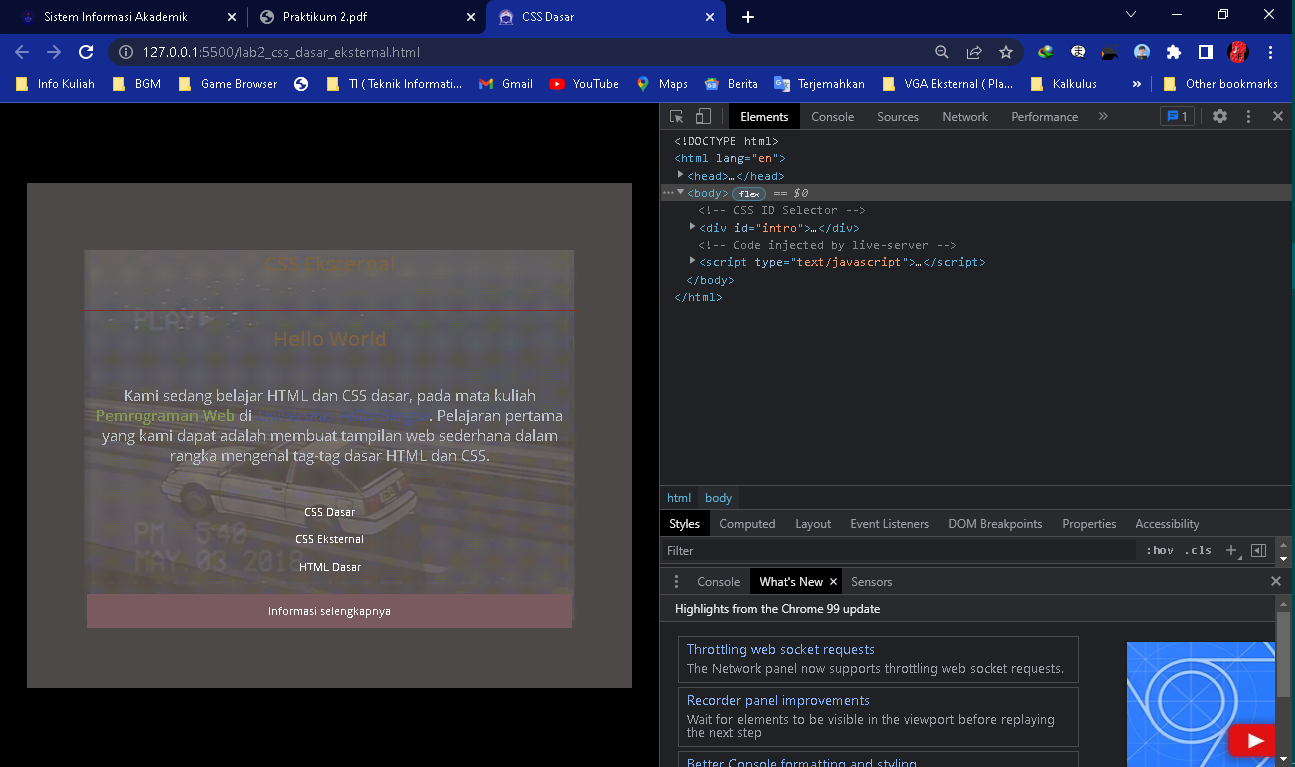 Sistem Informasi Akademik
Praktikum 2.pdf
CSS Dasar
127.0.0.1:5500/lab2_css_dasar_eksternal.html
Info Kuliah
BGM
Game Browser
TI ( Teknik Informati...
Gmail
YouTube
Maps
Berita
Terjemahkan
VGA Eksternal ( Pla...
Kalkulus
»
Other bookmarks
CSS Eksternal
PLAY
Hello World
Kami sedang belajar HTML dan CSS dasar, pada mata kuliah
Pemrograman Web di . Pelajaran pertama
yang kami dapat adalah membuat tampilan web sederhana dalam
rangka mengenal tag-tag dasar HTML dan CSS.
CSS Dasar
CSS Eksternal
HTML Dasar
PM 5:40
MAY 03 2018
Informasi selengkapnya
Elements
Console
Sources
Network
Performance
»
1
<!DOCTYPE html>
<html lang="en">
<head>…</head>
<body> flex == $0
<!-- CSS ID Selector -->
<div id="intro">…</div>
<!-- Code injected by live-server -->
<script type="text/javascript">…</script>
</body>
</html>
html body
Styles
Computed
Layout
Event Listeners
DOM Breakpoints
Properties
Accessibility
Filter
:hov .cls
Console
What's New
Sensors
Highlights from the Chrome 99 update
Throttling web socket requests
The Network panel now supports throttling web socket requests.
Recorder panel improvements
Wait for elements to be visible in the viewport before replaying
the next step
Better Console formatting and styling